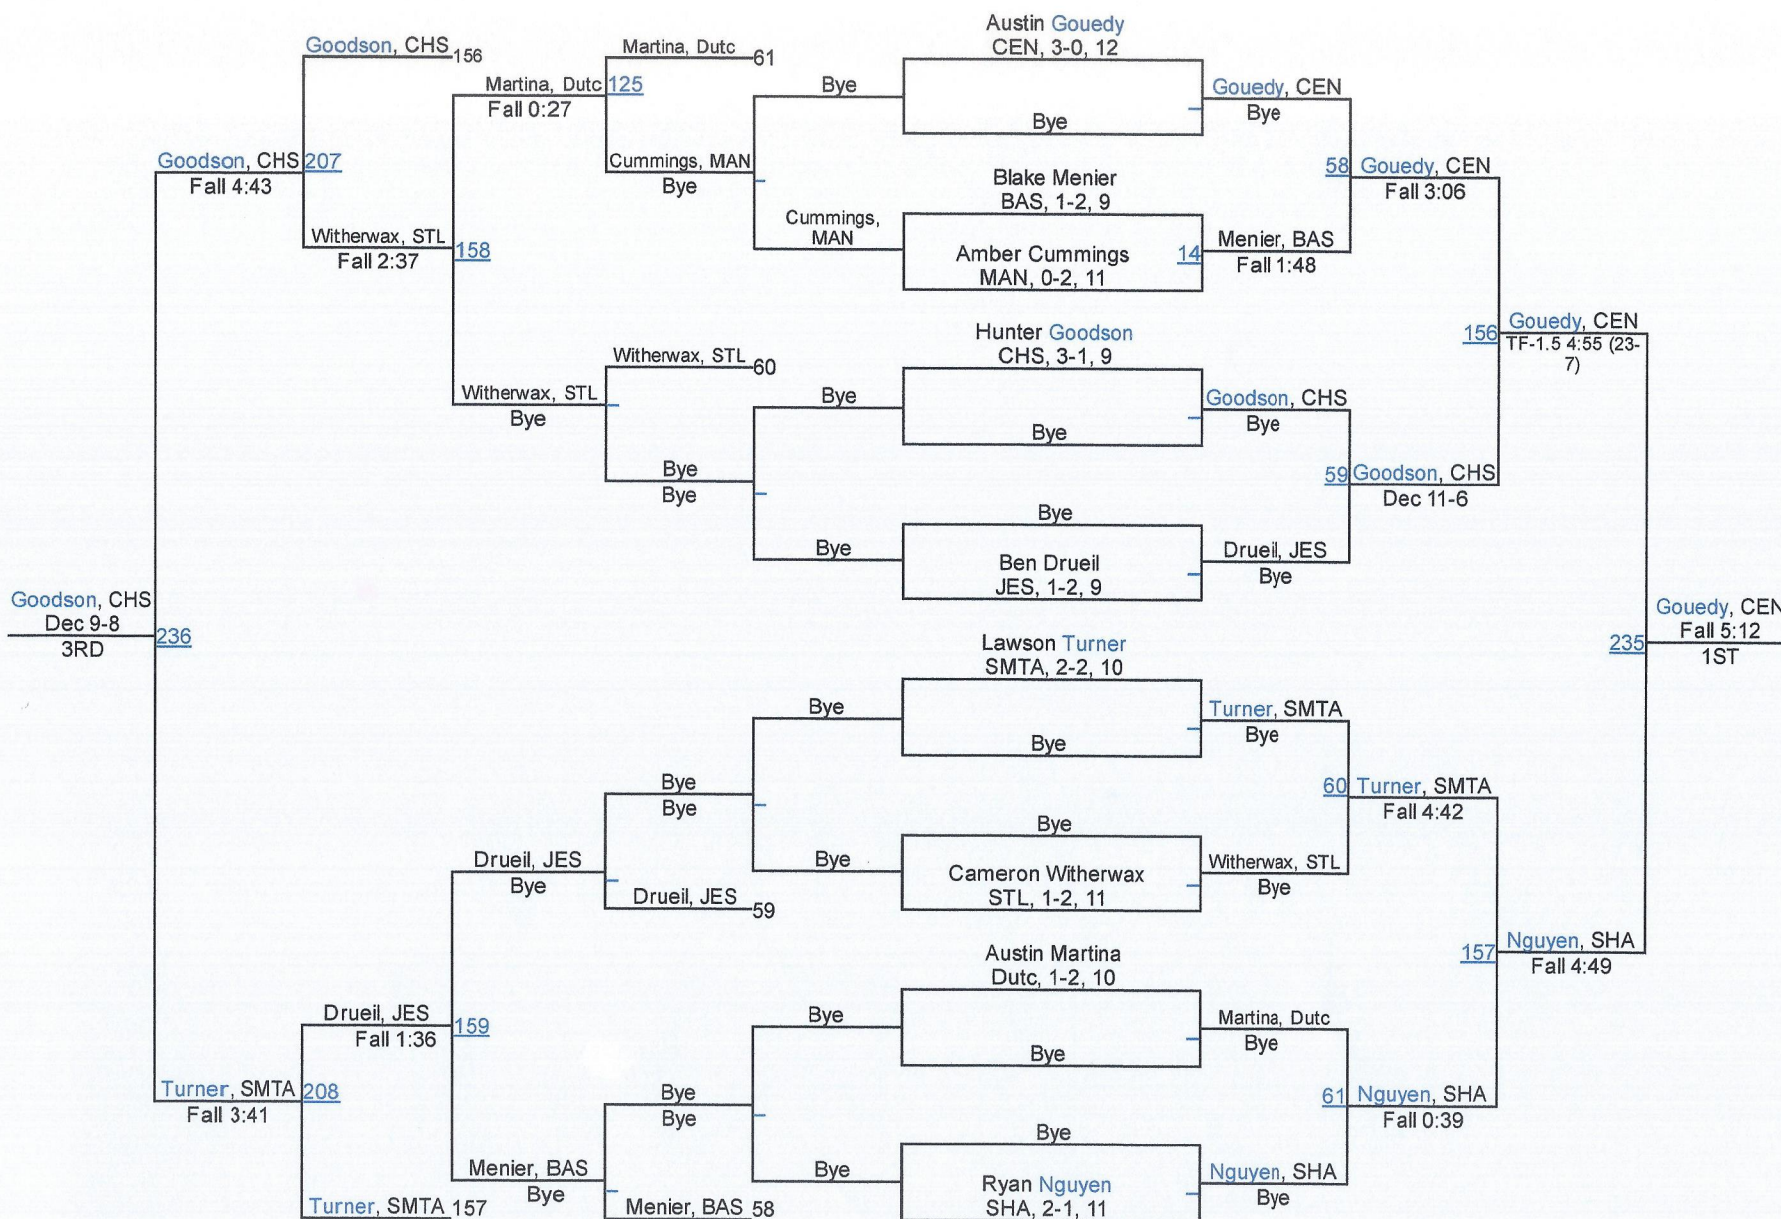 Austin Gouedy
CEN, 3-0, 12
Goodson, CHS 156
Martina, Dutc 61
Martina, Dutc 125
Fall 0:27
Bye
Bye
Gouedy, CEN
Bye
Goodson, CHS 207
Fall 4:43
Cummings, MAN
Bye
58 Gouedy, CEN
Fall 3:06
Blake Menier
BAS, 1-2, 9
Cummings,
MAN
Witherwax, STL 158
Fall 2:37
Amber Cummings 14
MAN, 0-2, 11
Menier, BAS
Fall 1:48
Hunter Goodson
CHS, 3-1, 9
156 Gouedy, CEN
TF-1.5 4:55 (23-
7)
Witherwax, STL 60
Witherwax, STL
Bye
Bye
Bye
Goodson, CHS
Bye
Bye
Bye
59 Goodson, CHS
Dec 11-6
Bye
Bye
Ben Drueil
JES, 1-2, 9
Drueil, JES
Bye
Goodson, CHS
Dec 9-8
3RD
236
Lawson Turner
SMTA, 2-2, 10
235 Gouedy, CEN
Fall 5:12
1ST
Bye
Bye
Turner, SMTA
Bye
Bye
Bye
60 Turner, SMTA
Fall 4:42
Bye
Drueil, JES
Bye
Bye
Cameron Witherwax
STL, 1-2, 11
Witherwax, STL
Bye
Drueil, JES 59
Austin Martina
Dutc, 1-2, 10
157 Nguyen, SHA
Fall 4:49
Drueil, JES 159
Fall 1:36
Bye
Bye
Martina, Dutc
Bye
Turner, SMTA 208
Fall 3:41
Bye
Bye
61 Nguyen, SHA
Fall 0:39
Bye
Menier, BAS
Bye
Bye
Ryan Nguyen
SHA, 2-1, 11
Nguyen, SHA
Bye
Turner, SMTA 157
Menier, BAS 58